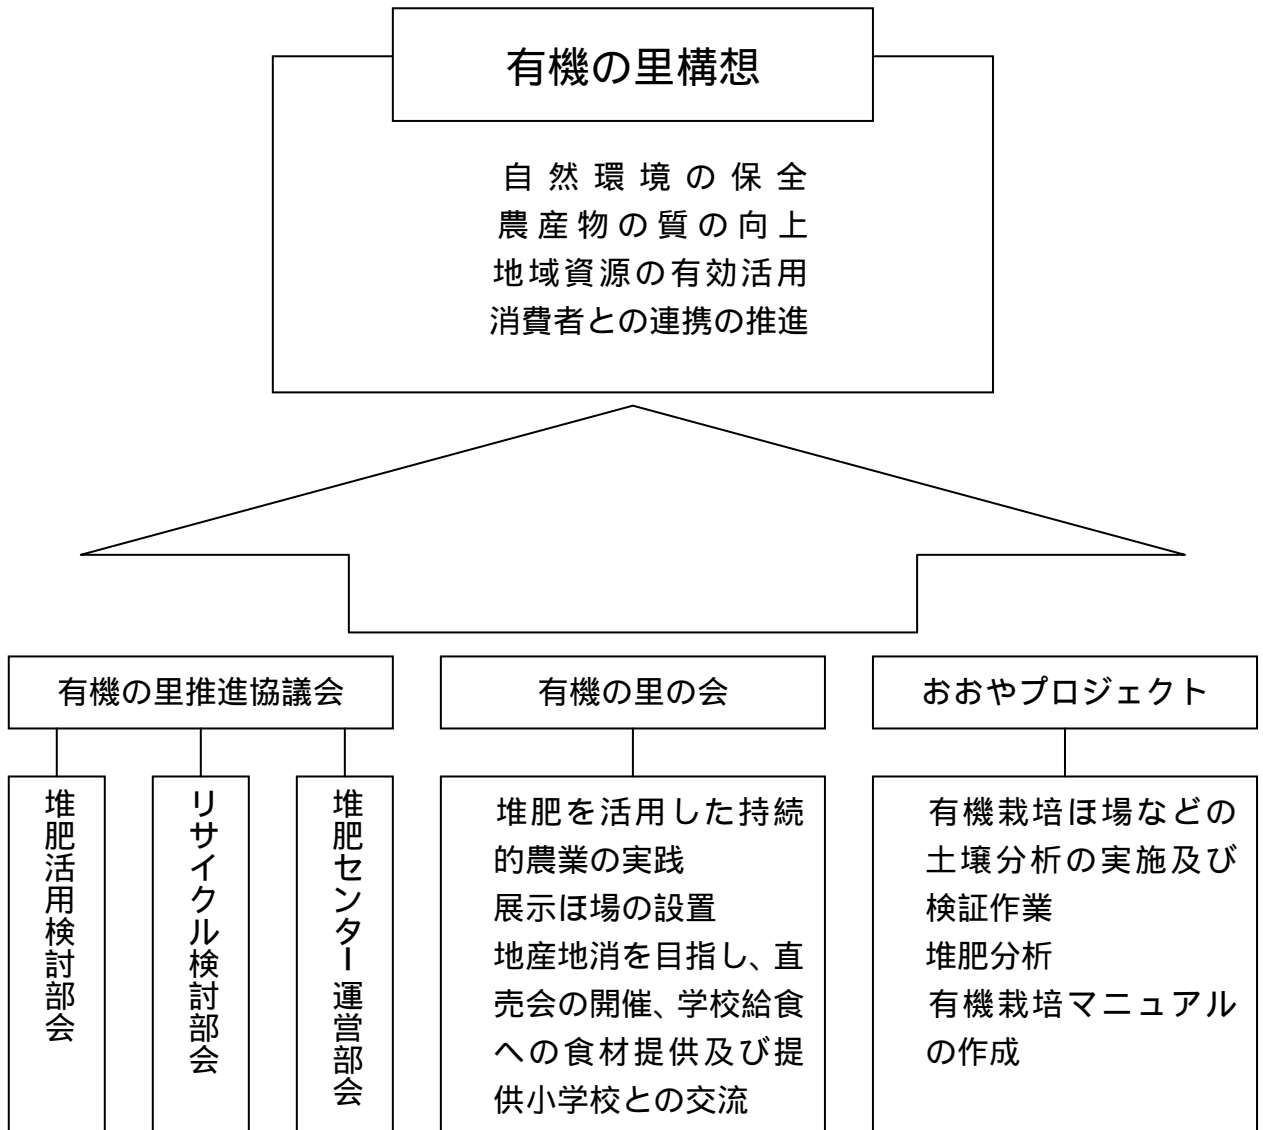 有機の里構想
自然環境の保全
農産物の質の向上
地域資源の有効活用
消費者との連携の推進
有機の里推進協議会
堆肥活用検討部会
リサイクル検討部会
堆肥センター運営部会
有機の里の会
堆肥を活用した持続
的農業の実践
展示ほ場の設置
地産地消を目指し、直
売会の開催、学校給食
への食材提供及び提
供小学校との交流
おおやプロジェクト
有機栽培ほ場などの
土壌分析の実施及び
検証作業
堆肥分析
有機栽培マニュアル
の作成